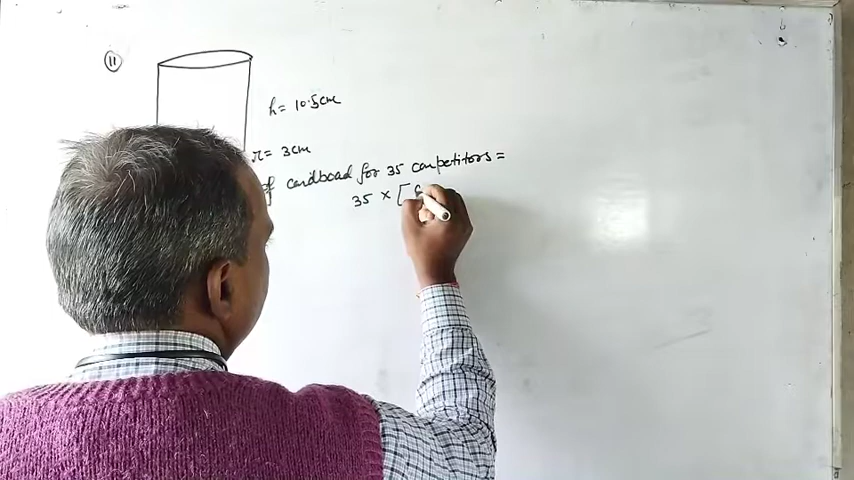 11
h = 10.5cm
r = 3cm
of cardboad for 35 competitors =
35 × [